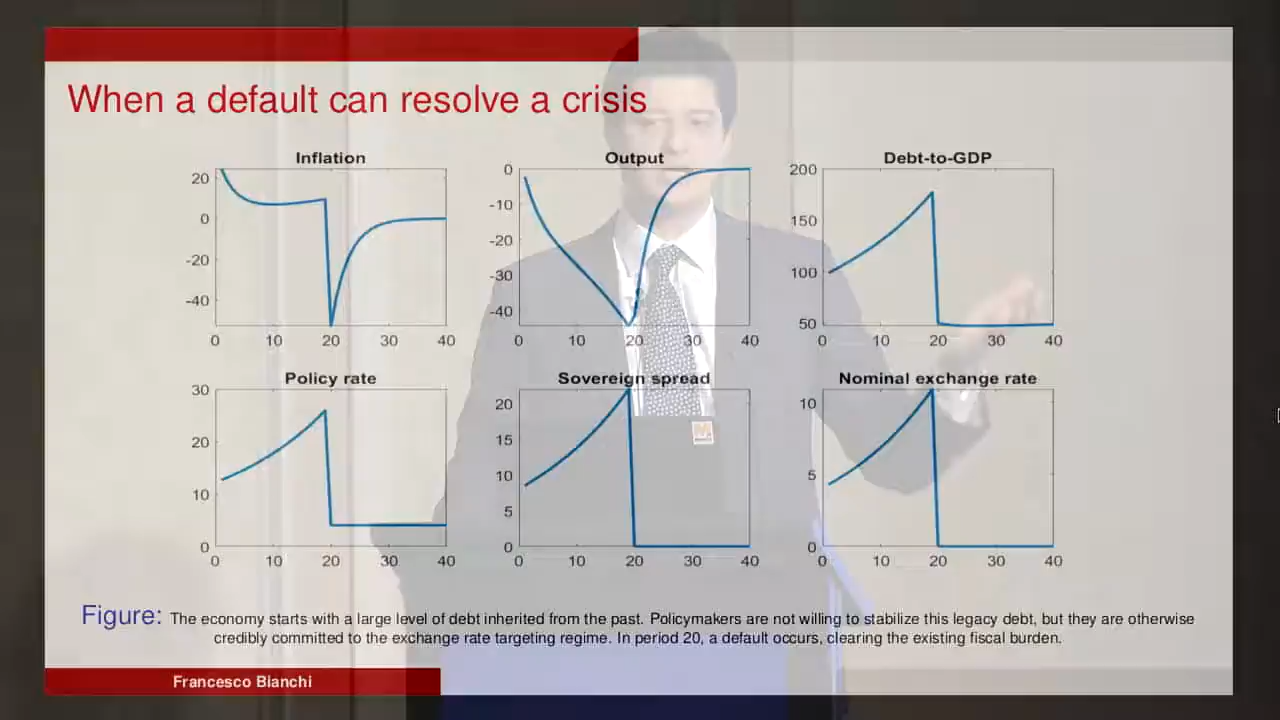 When a default can resolve a crisis
Inflation
Output
Debt-to-GDP
20
0
-20
-40
0 10 20 30 40
0
-10
-20
-30
-40
0 10 20 30 40
200
150
100
50
0 10 20 30 40
Policy rate
Sovereign spread
Nominal exchange rate
30
20
10
0
0 10 20 30 40
20
15
10
5
0
0 10 20 30 40
10
5
0
0 10 20 30 40
Figure: The economy starts with a large level of debt inherited from the past. Policymakers are not willing to stabilize this legacy debt, but they are otherwise
credibly committed to the exchange rate targeting regime. In period 20, a default occurs, clearing the existing fiscal burden.
Francesco Bianchi